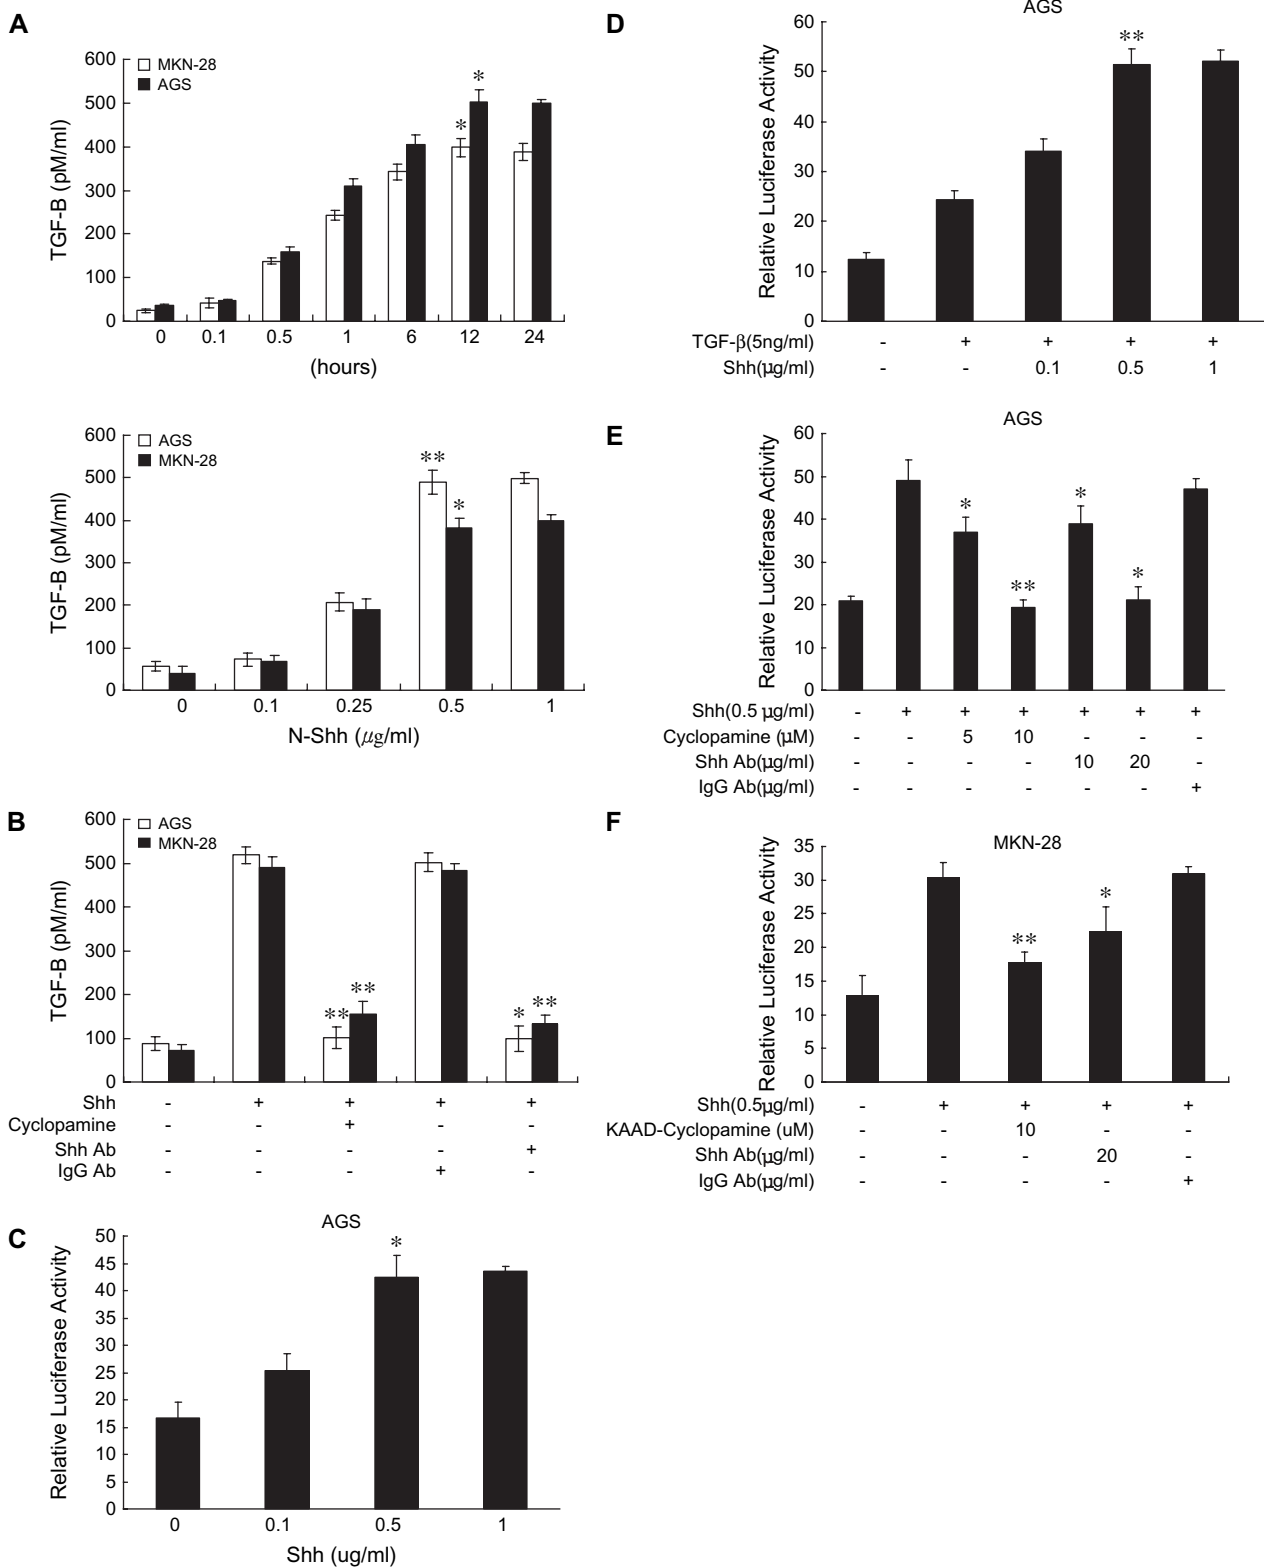 A
600
500
400
300
200
100
0
TGF-B (pM/ml)
MKN-28
AGS
*
*
0 0.1 0.5 1 6 12 24
(hours)
600
500
400
300
200
100
0
TGF-B (pM/ml)
AGS
MKN-28
**
*
0 0.1 0.25 0.5 1
N-Shh (μg/ml)
B
600
500
400
300
200
100
0
TGF-B (pM/ml)
AGS
MKN-28
** ** * **
Shh - + + + +
Cyclopamine - - + - -
Shh Ab - - - - +
IgG Ab - - - + -
C
AGS
50
45
40
35
30
25
20
15
10
5
0
Relative Luciferase Activity
*
0 0.1 0.5 1
Shh (ug/ml)
D
AGS
60
50
40
30
20
10
0
Relative Luciferase Activity
**
TGF-β(5ng/ml) - + + + +
Shh(μg/ml) - - 0.1 0.5 1
E
AGS
60
50
40
30
20
10
0
Relative Luciferase Activity
* ** * *
Shh(0.5 μg/ml) - + + + + + +
Cyclopamine (μM) - - 5 10 - - -
Shh Ab(μg/ml) - - - - 10 20 -
IgG Ab(μg/ml) - - - - - - +
F
MKN-28
35
30
25
20
15
10
5
0
Relative Luciferase Activity
** *
Shh(0.5μg/ml) - + + + +
KAAD-Cyclopamine (uM) - - 10 - -
Shh Ab(μg/ml) - - - 20 -
IgG Ab(μg/ml) - - - - +